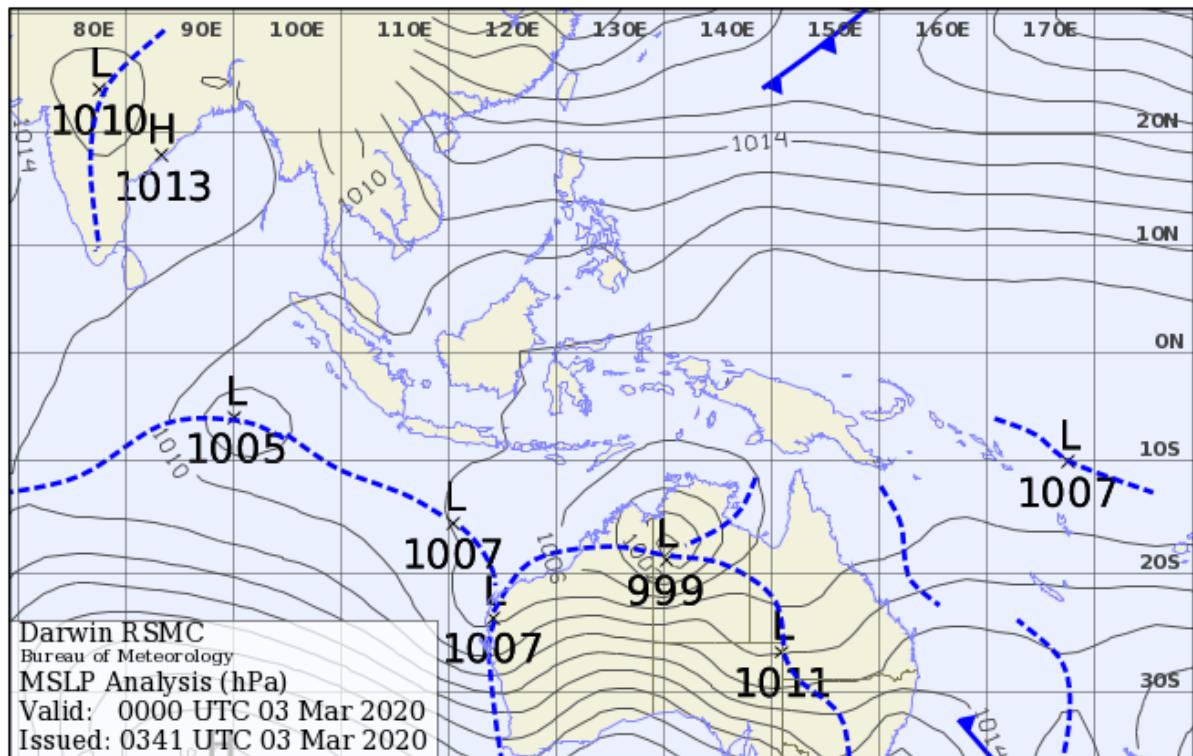 80E 90E 100E 110E 120E 130E 140E 150E 160E 170E
L
1010
H
1013
1014
1010
1014
20N
10N
0N
L
1005
1010
L
1007
10S
L
1007
1006
L
999
20S
L
1007
L
1011
30S
1014
Darwin RSMC
Bureau of Meteorology
MSLP Analysis (hPa)
Valid: 0000 UTC 03 Mar 2020
Issued: 0341 UTC 03 Mar 2020